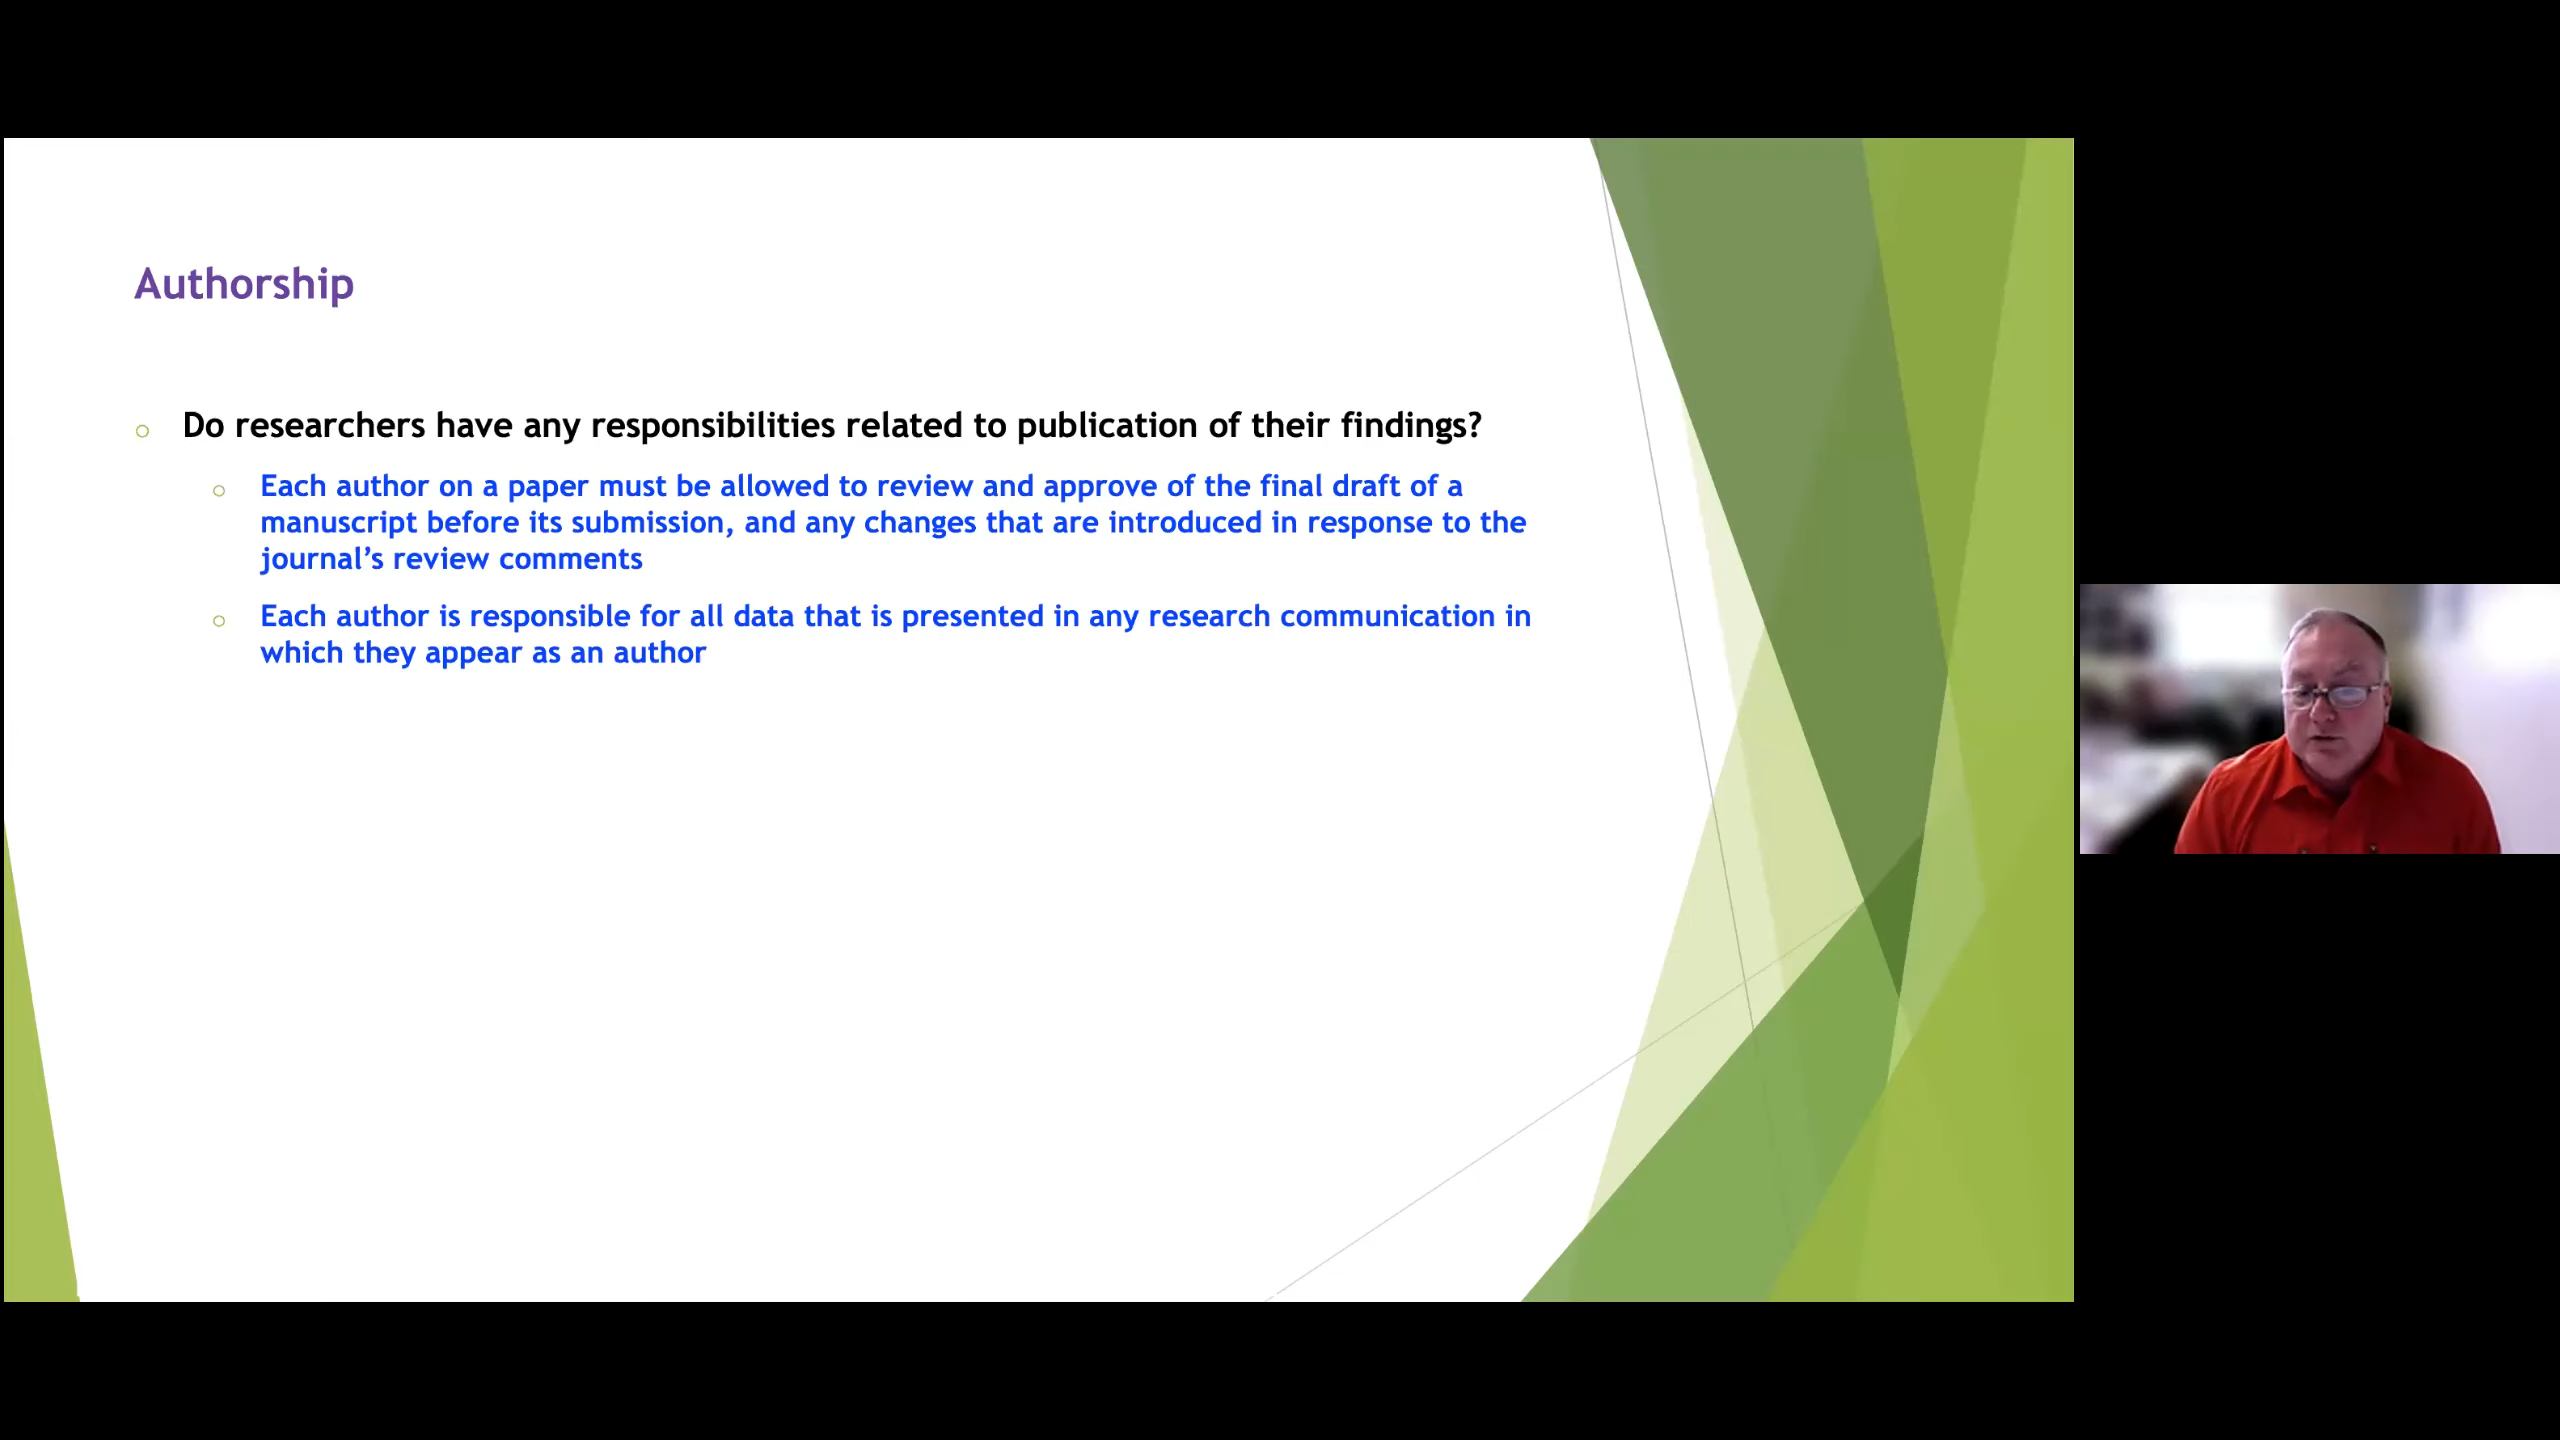 Authorship
Do researchers have any responsibilities related to publication of their findings?
Each author on a paper must be allowed to review and approve of the final draft of a
manuscript before its submission, and any changes that are introduced in response to the
journal’s review comments
Each author is responsible for all data that is presented in any research communication in
which they appear as an author